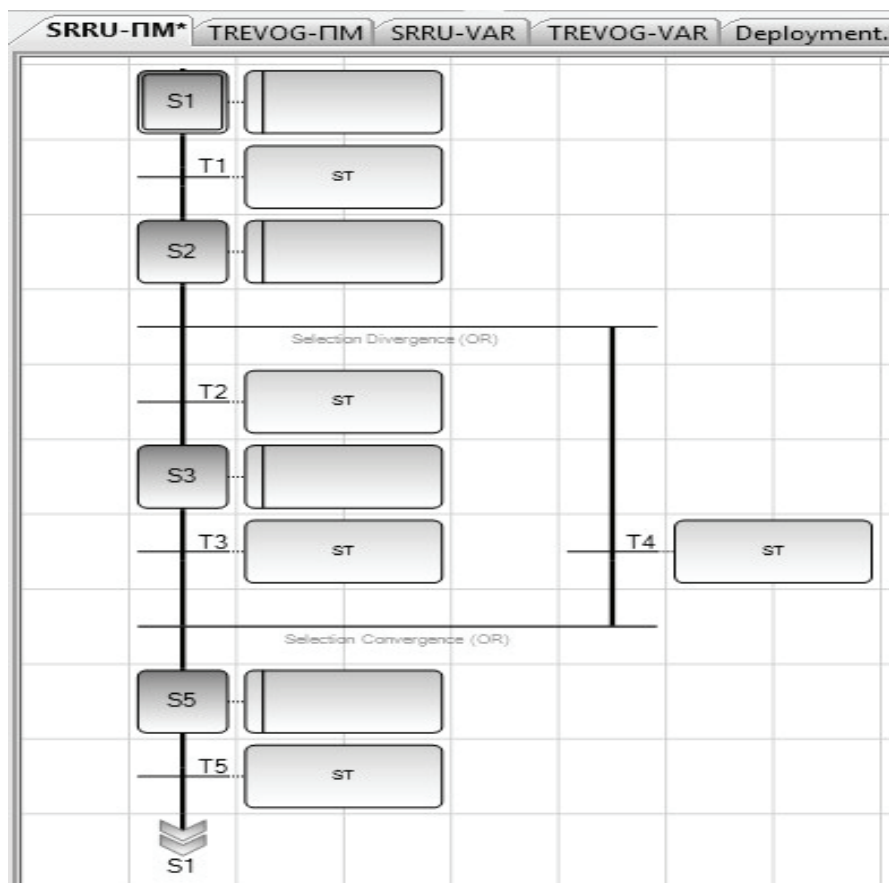 SRRU-ПМ* TREVOG-ПМ SRRU-VAR TREVOG-VAR Deployment.
S1
T1 ST
S2
Selection Divergence (OR)
T2 ST
S3
T3 ST T4 ST
Selection Convergence (OR)
S5
T5 ST
S1